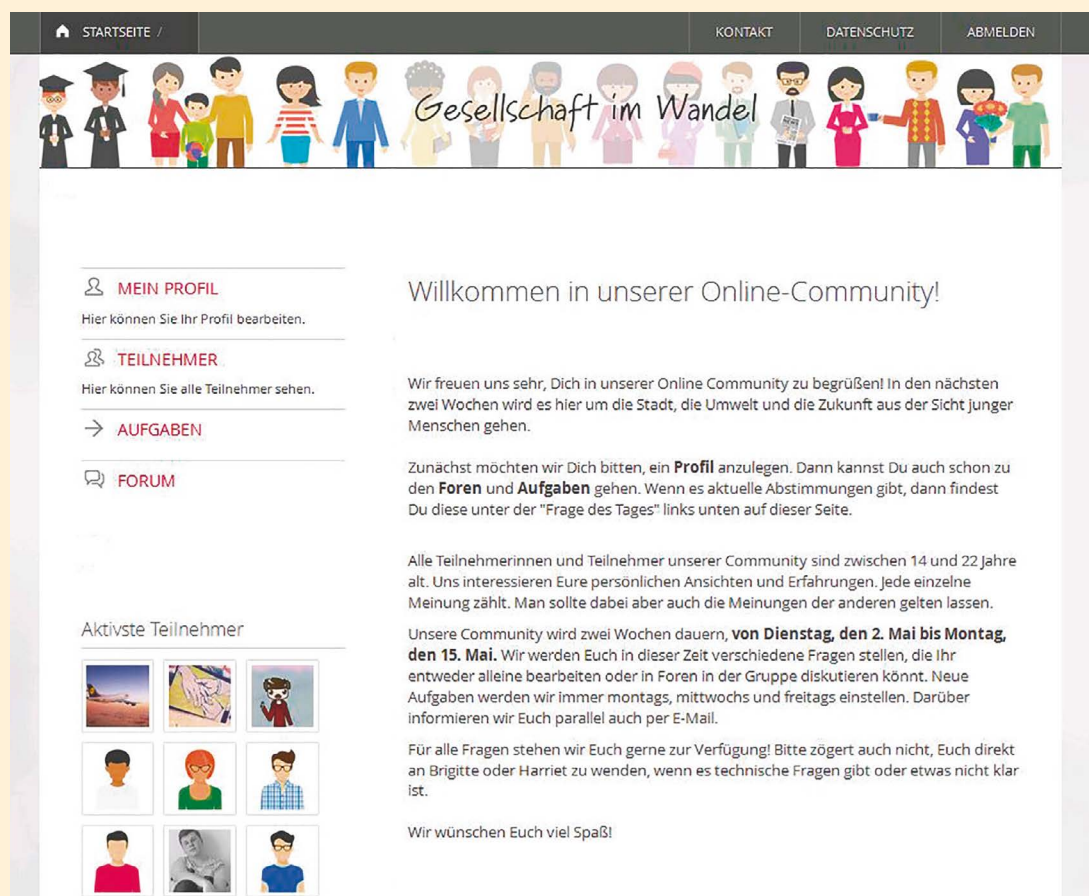 STARTSEITE /
KONTAKT DATENSCHUTZ ABMELDEN
Gesellschaft im Wandel
MEIN PROFIL
Hier können Sie Ihr Profil bearbeiten.
TEILNEHMER
Hier können Sie alle Teilnehmer sehen.
AUFGABEN
FORUM
Aktivste Teilnehmer
Willkommen in unserer Online-Community!
Wir freuen uns sehr, Dich in unserer Online Community zu begrüßen! In den nächsten
zwei Wochen wird es hier um die Stadt, die Umwelt und die Zukunft aus der Sicht junger
Menschen gehen.
Zunächst möchten wir Dich bitten, ein Profil anzulegen. Dann kannst Du auch schon zu
den Foren und Aufgaben gehen. Wenn es aktuelle Abstimmungen gibt, dann findest
Du diese unter der "Frage des Tages" links unten auf dieser Seite.
Alle Teilnehmerinnen und Teilnehmer unserer Community sind zwischen 14 und 22 Jahre
alt. Uns interessieren Eure persönlichen Ansichten und Erfahrungen. Jede einzelne
Meinung zählt. Man sollte dabei aber auch die Meinungen der anderen gelten lassen.
Unsere Community wird zwei Wochen dauern, von Dienstag, den 2. Mai bis Montag,
den 15. Mai. Wir werden Euch in dieser Zeit verschiedene Fragen stellen, die Ihr
entweder alleine bearbeiten oder in Foren in der Gruppe diskutieren könnt. Neue
Aufgaben werden wir immer montags, mittwochs und freitags einstellen. Darüber
informieren wir Euch parallel auch per E-Mail.
Für alle Fragen stehen wir Euch gerne zur Verfügung! Bitte zögert auch nicht, Euch direkt
an Brigitte oder Harriet zu wenden, wenn es technische Fragen gibt oder etwas nicht klar
ist.
Wir wünschen Euch viel Spaß!